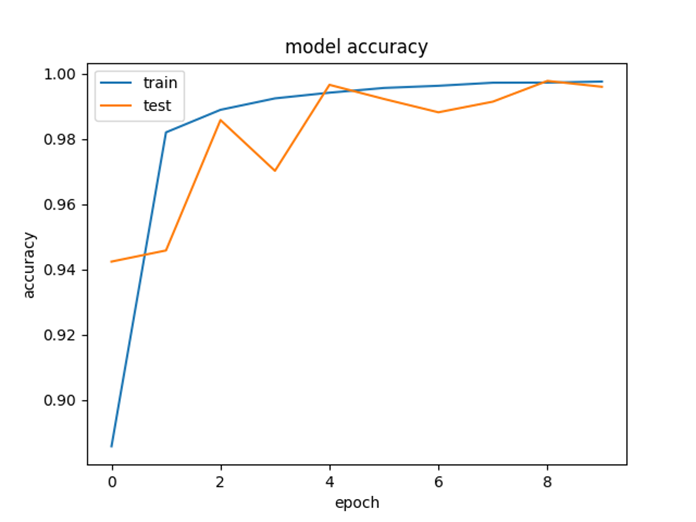 model accuracy
train
test
1.00
0.98
0.96
0.94
0.92
0.90
accuracy
0 2 4 6 8
epoch